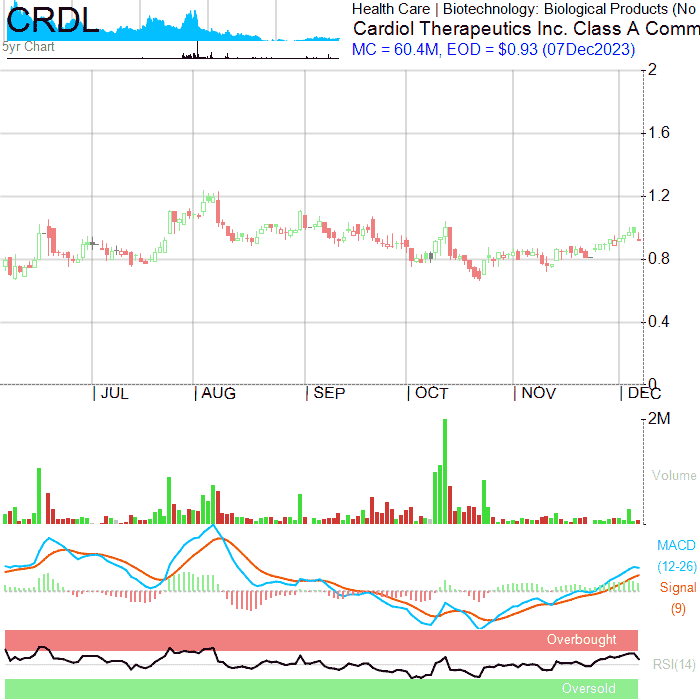 CRDL
5yr Chart
Health Care | Biotechnology: Biological Products (No
Cardiol Therapeutics Inc. Class A Comm
MC = 60.4M, EOD = $0.93 (07Dec2023)
2
1.6
1.2
0.8
0.4
0
JUL AUG SEP OCT NOV DEC
2M
Volume
MACD
(12-26)
Signal
(9)
Overbought
RSI(14)
Oversold